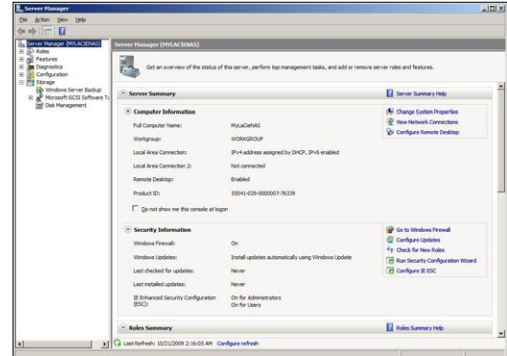 Server Manager
File Action View Help
Server Manager (MYLACIENAS)
Roles
Features
Diagnostics
Configuration
Storage
Windows Server Backup
Microsoft iSCSI Software Ta
Disk Management
Server Manager (MYLACIENAS)
Get an overview of the status of this server, perform top management tasks, and add or remove server roles and features.
Server Summary
Server Summary Help
Computer Information
Full Computer Name: MyLaCieNAS
Workgroup: WORKGROUP
Local Area Connection: IPv4 address assigned by DHCP, IPv6 enabled
Local Area Connection 2: Not connected
Remote Desktop: Enabled
Product ID: 55041-029-0000007-76339
Do not show me this console at logon
Change System Properties
View Network Connections
Configure Remote Desktop
Security Information
Windows Firewall: On
Windows Updates: Install updates automatically using Windows Update
Last checked for updates: Never
Last installed updates: Never
IE Enhanced Security Configuration (ESC): On for Administrators
On for Users
Go to Windows Firewall
Configure Updates
Check for New Roles
Run Security Configuration Wizard
Configure IE ESC
Roles Summary
Roles Summary Help
Last Refresh: 10/21/2009 2:16:05 AM Configure refresh